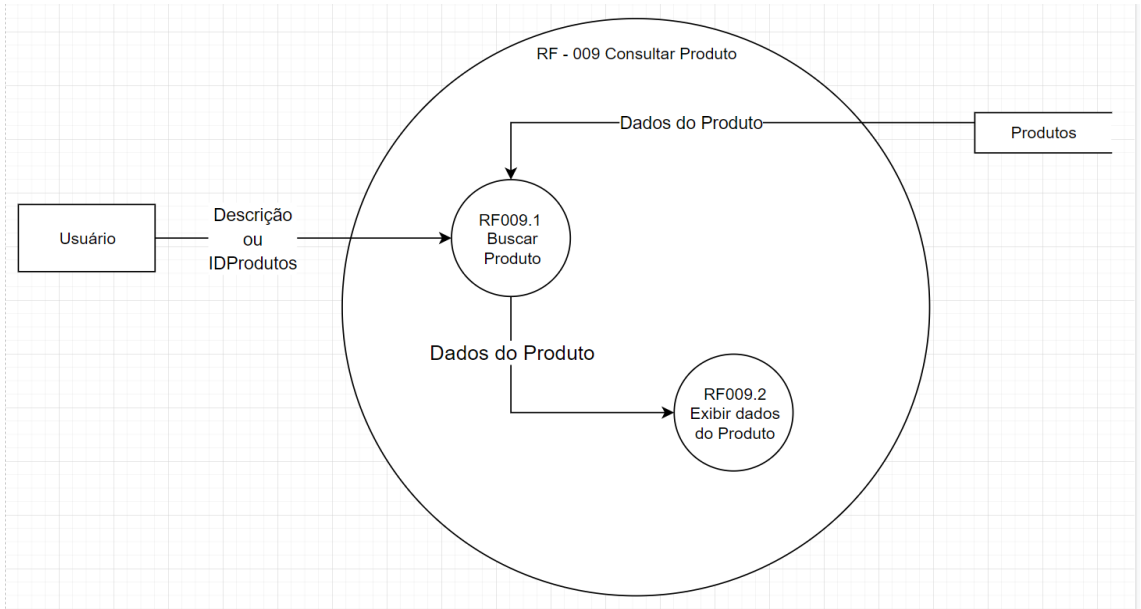 RF - 009 Consultar Produto
Dados do Produto
Produtos
Usuário
Descrição
ou
IDProdutos
RF009.1
Buscar
Produto
Dados do Produto
RF009.2
Exibir dados
do Produto